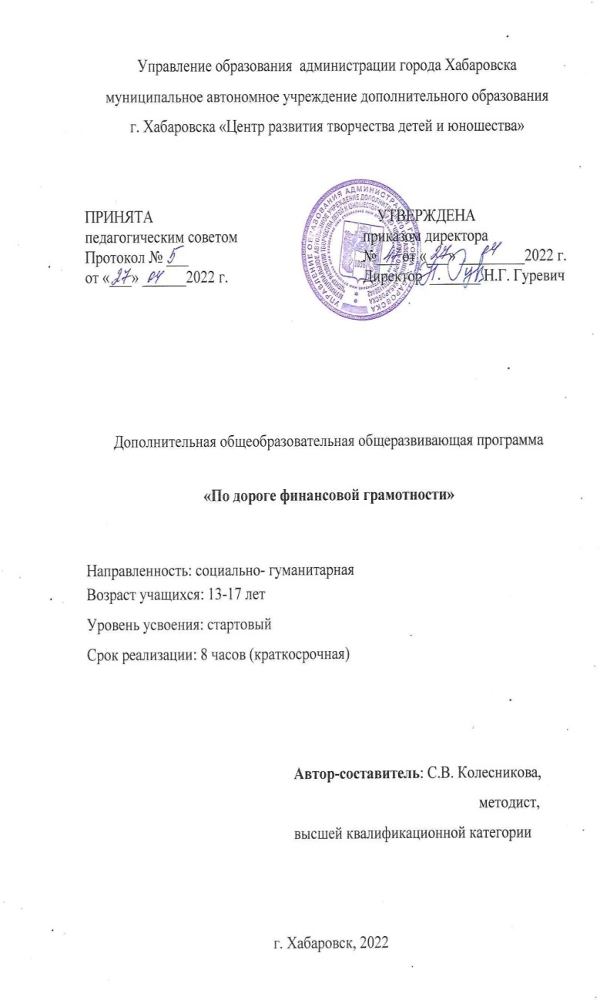 Управление образования администрации города Хабаровска
муниципальное автономное учреждение дополнительного образования
г. Хабаровска «Центр развития творчества детей и юношества»
ПРИНЯТА
педагогическим советом
Протокол № 5
от «27» 04 2022 г.
УТВЕРЖДЕНА
приказом директора
№ от «27» 04 2022 г.
Директор Н.Г. Гуревич
Дополнительная общеобразовательная общеразвивающая программа
«По дороге финансовой грамотности»
Направленность: социально- гуманитарная
Возраст учащихся: 13-17 лет
Уровень усвоения: стартовый
Срок реализации: 8 часов (краткосрочная)
Автор-составитель: С.В. Колесникова,
методист,
высшей квалификационной категории
г. Хабаровск, 2022